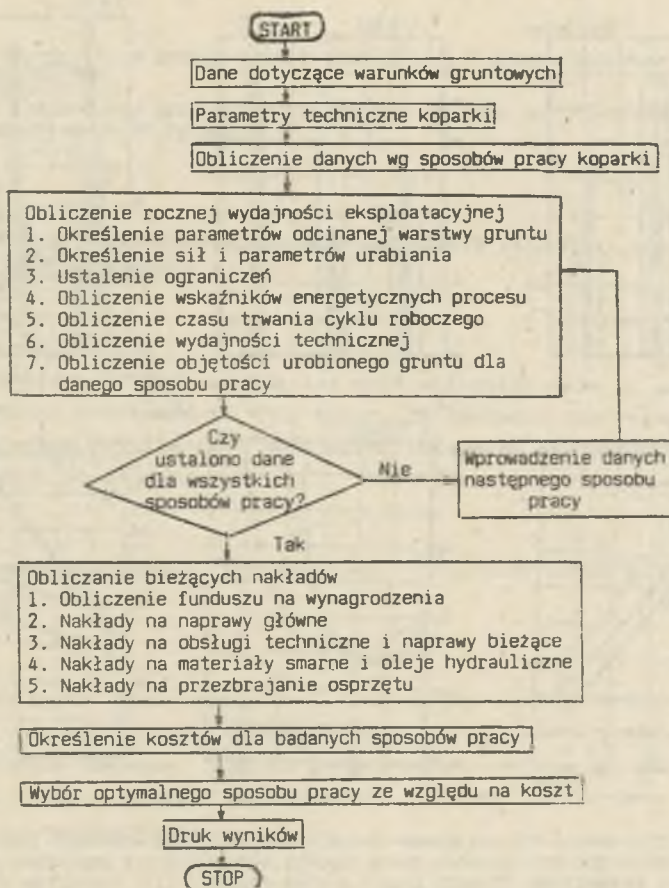 START
Dane dotyczące warunków gruntowych
Parametry techniczne koparki
Obliczenie danych wg sposobów pracy koparki
Obliczenie rocznej wydajności eksploatacyjnej
1. Określenie parametrów odcinanej warstwy gruntu
2. Określenie sił i parametrów urabiania
3. Ustalenie ograniczeń
4. Obliczenie wskaźników energetycznych procesu
5. Obliczenie czasu trwania cyklu roboczego
6. Obliczenie wydajności technicznej
7. Obliczenie objętości urobionego gruntu dla
danego sposobu pracy
Czy
ustalono dane
dla wszystkich
sposobów pracy?
Nie
Wprowadzenie danych
następnego sposobu
pracy
Tak
Obliczanie bieżących nakładów
1. Obliczenie funduszu na wynagrodzenia
2. Nakłady na naprawy główne
3. Nakłady na obsługi techniczne i naprawy bieżące
4. Nakłady na materiały smarne i oleje hydrauliczne
5. Nakłady na przezbrajanie osprzętu
Określenie kosztów dla badanych sposobów pracy
Wybór optymalnego sposobu pracy ze względu na koszt
Druk wyników
STOP